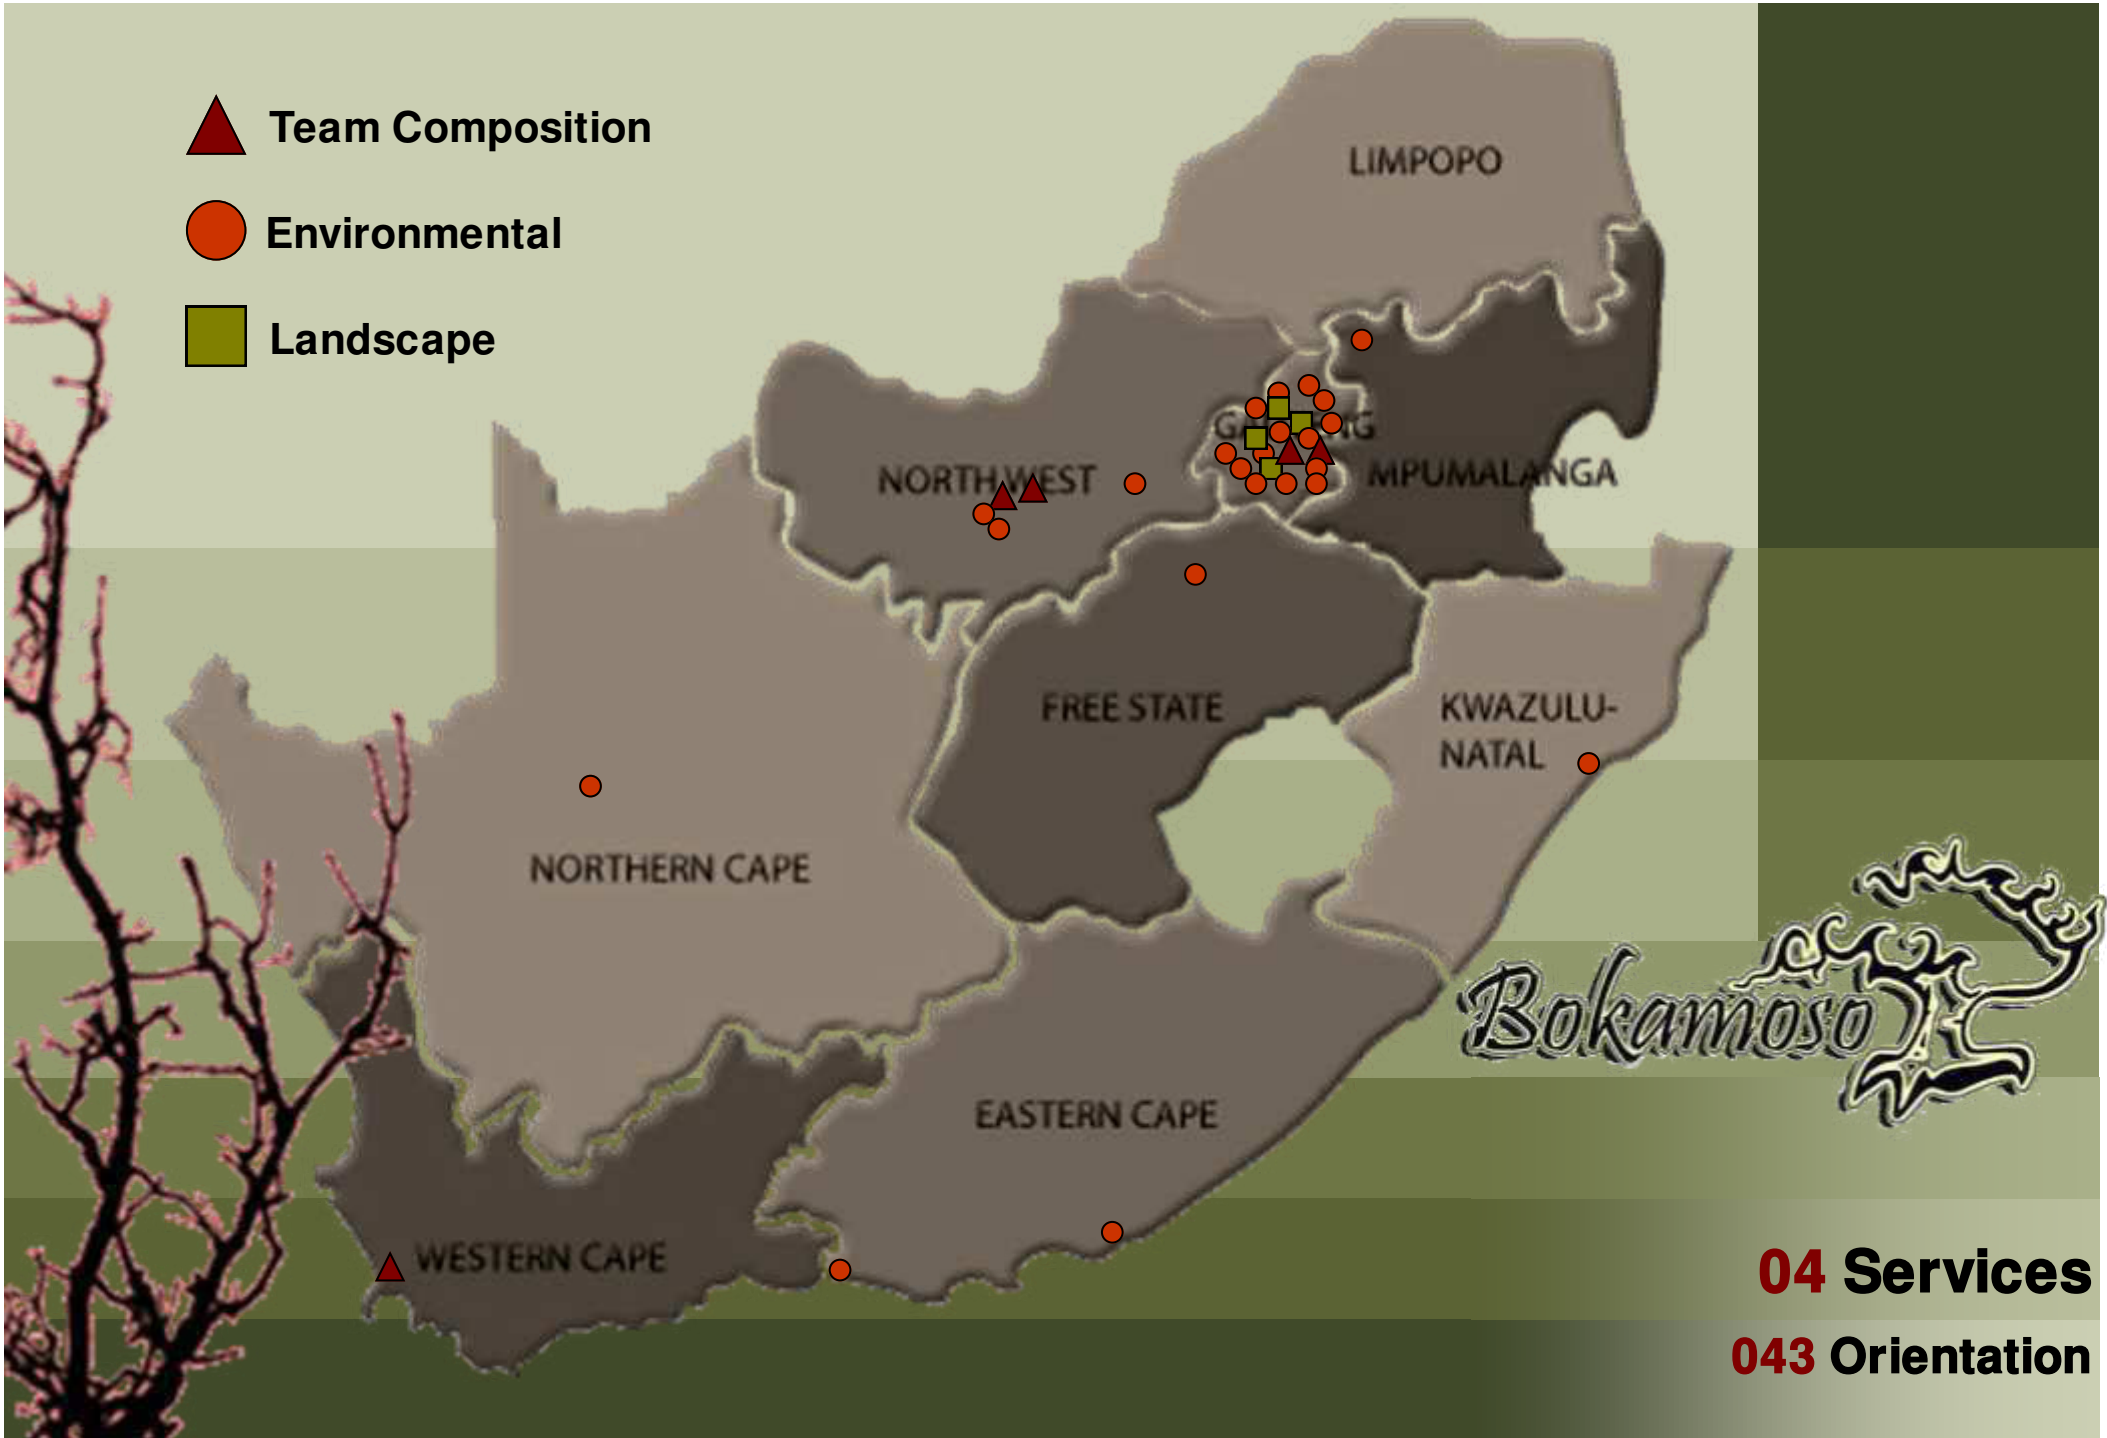 Team Composition
Environmental
Landscape
LIMPOPO
NORTH WEST
MPUMALANGA
FREE STATE
KWAZULU-
NATAL
NORTHERN CAPE
EASTERN CAPE
WESTERN CAPE
Bokamoso
04 Services
043 Orientation